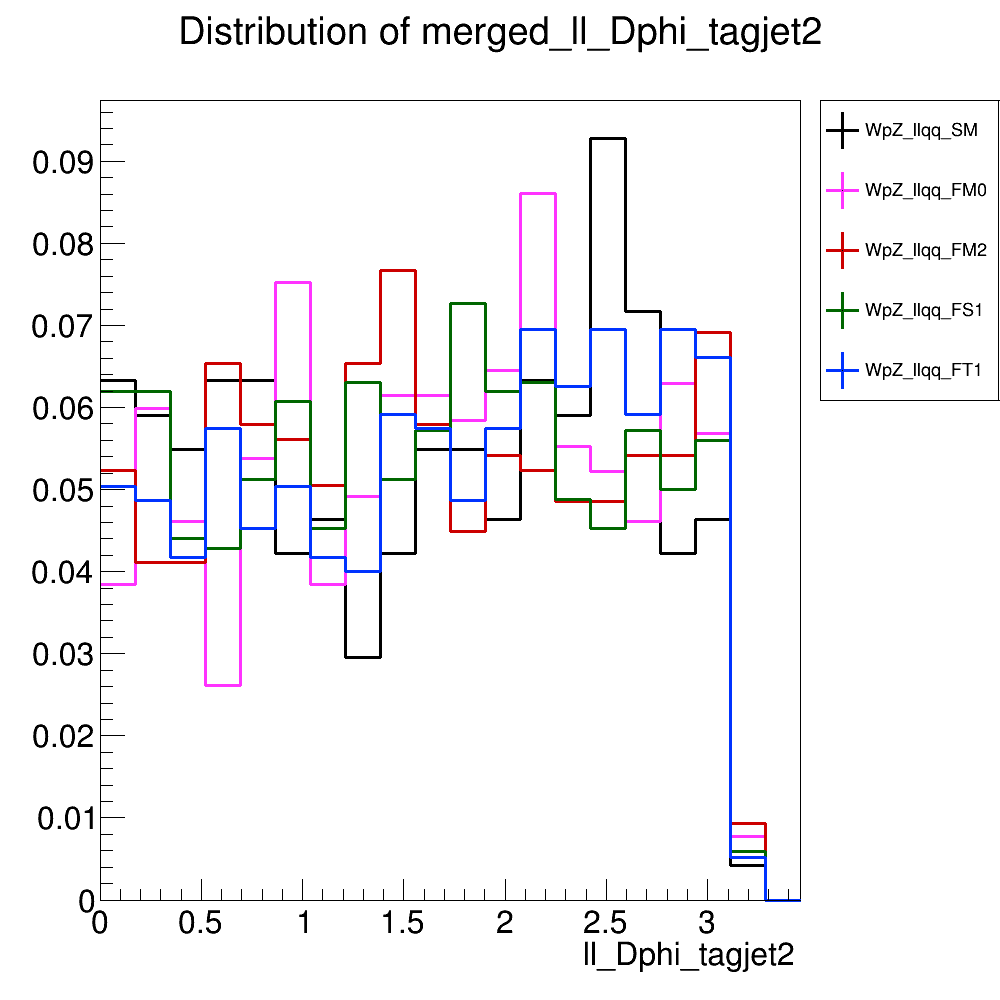 Distribution of merged_ll_Dphi_tagjet2
0.09
0.08
0.07
0.06
0.05
0.04
0.03
0.02
0.01
0
0 0.5 1 1.5 2 2.5 3
ll_Dphi_tagjet2
WpZ_llqq_SM
WpZ_llqq_FM0
WpZ_llqq_FM2
WpZ_llqq_FS1
WpZ_llqq_FT1